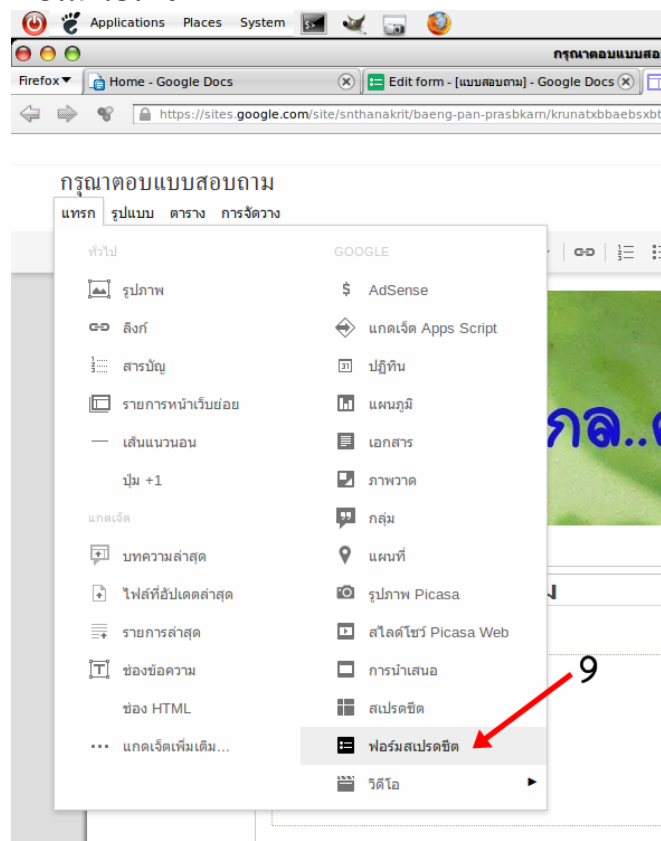 Applications Places System
กรุณาตอบแบบสอ
Firefox
Home - Google Docs
Edit form - [แบบสอบถาม] - Google Docs
https://sites.google.com/site/snthanakrit/baeng-pan-prasbkarn/krunatxbbaebsxbt
กรุณาตอบแบบสอบถาม
แทรก รูปแบบ ตาราง การจัดวาง
ทั่วไป
รูปภาพ
ลิงก์
สารบัญ
รายการหน้าเว็บย่อย
เส้นแนวนอน
ปุ่ม +1
แกดเจ็ต
บทความล่าสุด
ไฟล์ที่อัปเดตล่าสุด
รายการล่าสุด
ช่องข้อความ
ช่อง HTML
แกดเจ็ตเพิ่มเติม...
GOOGLE
AdSense
แกดเจ็ต Apps Script
31 ปฏิทิน
แผนภูมิ
เอกสาร
ภาพวาด
กลุ่ม
แผนที่
รูปภาพ Picasa
สไลด์โชว์ Picasa Web
การนำเสนอ
สเปรดชีต
ฟอร์มสเปรดชีต
วิดีโอ
9